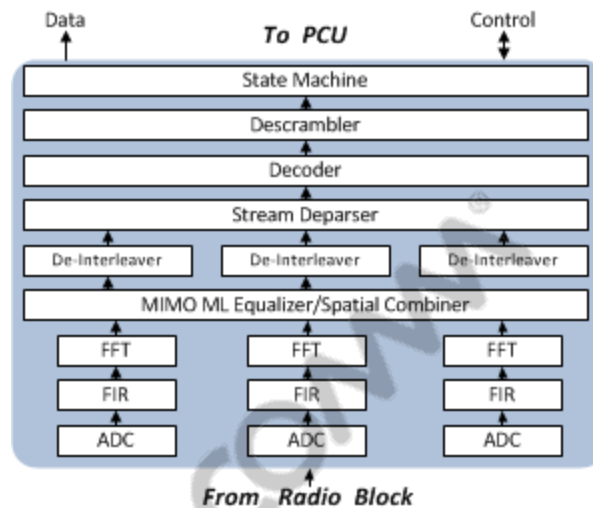 Data
To PCU
Control
State Machine
Descrambler
Decoder
Stream Deparser
De-Interleaver De-Interleaver De-Interleaver
MIMO ML Equalizer/Spatial Combiner
FFT FFT FFT
FIR FIR FIR
ADC ADC ADC
From Radio Block
COMM®